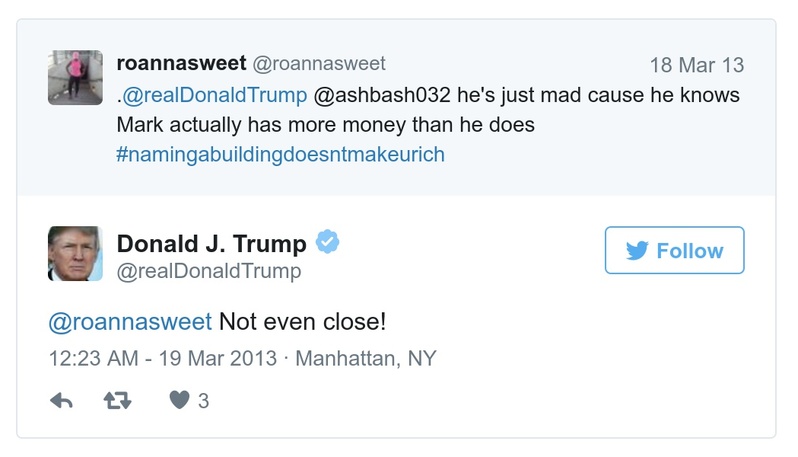 roannasweet @roannasweet 18 Mar 13
.@realDonaldTrump @ashbash032 he's just mad cause he knows
Mark actually has more money than he does
#namingabuildingdoesntmakeurich
Donald J. Trump
Follow
@realDonaldTrump
@roannasweet Not even close!
12:23 AM - 19 Mar 2013 · Manhattan, NY
3